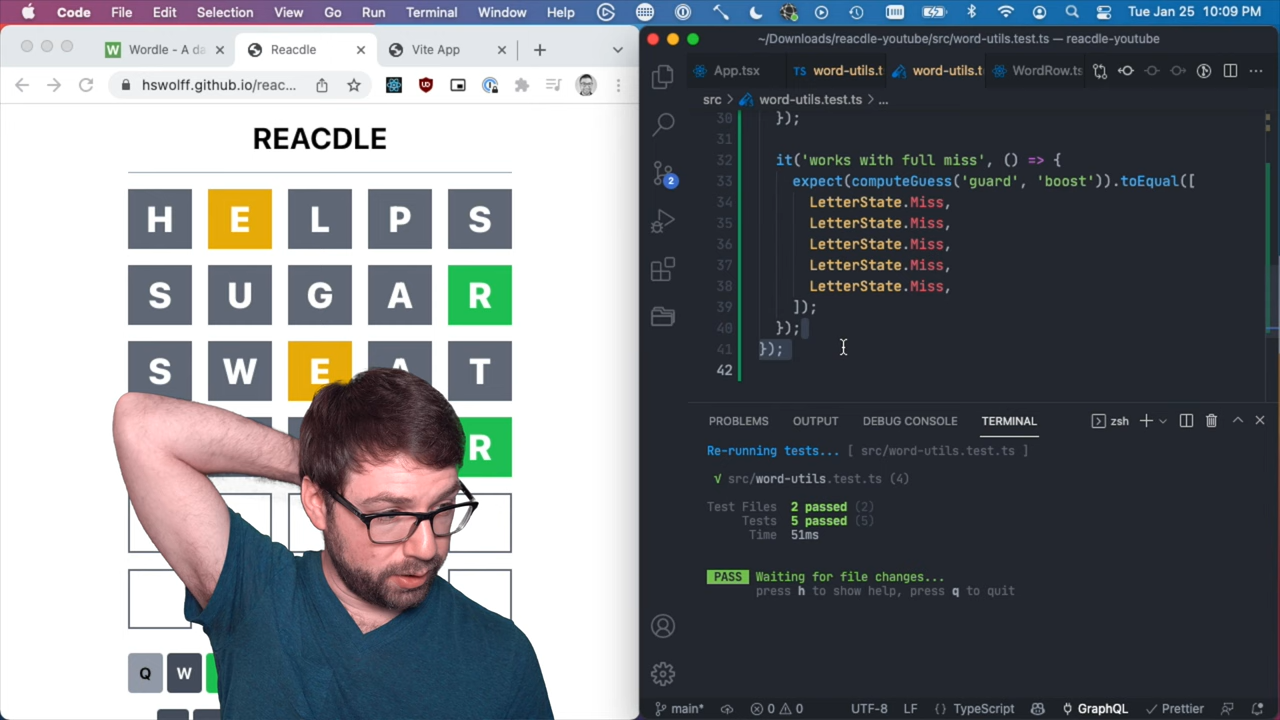 Code File Edit Selection View Go Run Terminal Window Help Tue Jan 25 10:09 PM
Wordle - A da
Reacdle
Vite App
hswolff.github.io/reac...
REACDLE
H E L P S
S U G A R
S W E A T
R
Q W
~/Downloads/reacdle-youtube/src/word-utils.test.ts — reacdle-youtube
App.tsx TS word-utils.t word-utils.t WordRow.ts
src > word-utils.test.ts > ...
30 });
31
32 it('works with full miss', () => {
33 expect(computeGuess('guard', 'boost')).toEqual([
34 LetterState.Miss,
35 LetterState.Miss,
36 LetterState.Miss,
37 LetterState.Miss,
38 LetterState.Miss,
39 ]);
40 });
41 });
42
2
PROBLEMS OUTPUT DEBUG CONSOLE TERMINAL zsh
Re-running tests... [ src/word-utils.test.ts ]
√ src/word-utils.test.ts (4)
Test Files 2 passed (2)
Tests 5 passed (5)
Time 51ms
PASS Waiting for file changes...
press h to show help, press q to quit
main* 0 0 UTF-8 LF {} TypeScript GraphQL Prettier